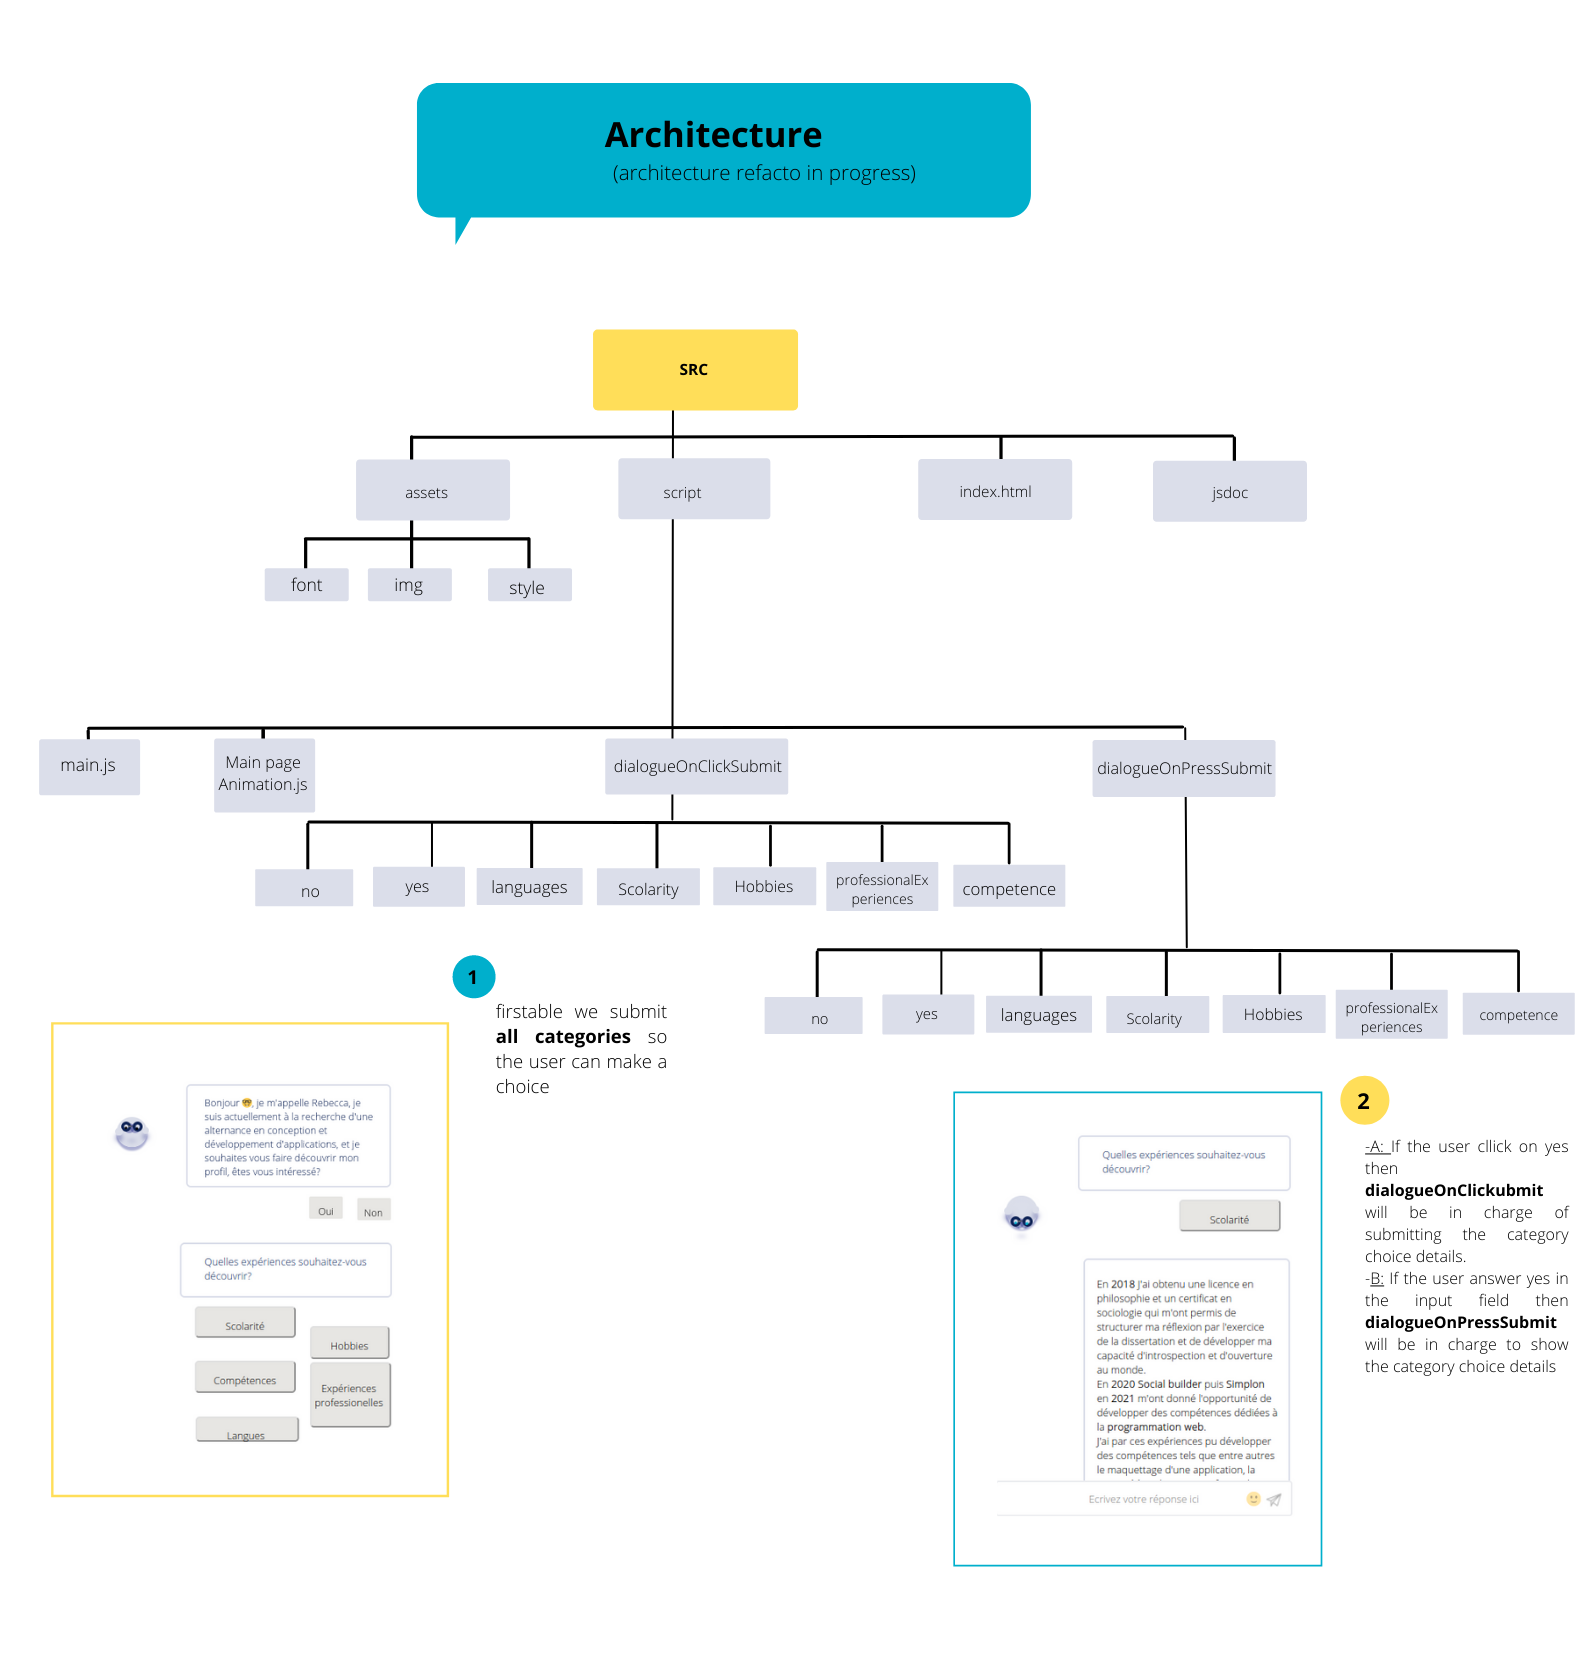 Architecture
(architecture refacto in progress)
SRC
assets
script
index.html
jsdoc
font
img
style
main.js
Main page
Animation.js
dialogueOnClickSubmit
dialogueOnPressSubmit
no
yes
languages
Scolarity
Hobbies
professionalEx
periences
competence
no
yes
languages
Scolarity
Hobbies
professionalEx
periences
competence
1
firstable we submit
all categories so
the user can make a
choice
Bonjour 🤓, je m'appelle Rebecca, je
suis actuellement à la recherche d'une
alternance en conception et
développement d'applications, et je
souhaites vous faire découvrir mon
profil, êtes vous intéressé?
Oui
Non
Quelles expériences souhaitez-vous
découvrir?
Scolarité
Hobbies
Compétences
Expériences
professionelles
Langues
2
-A: If the user cllick on yes
then
dialogueOnClickubmit
will be in charge of
submitting the category
choice details.
-B: If the user answer yes in
the input field then
dialogueOnPressSubmit
will be in charge to show
the category choice details
Quelles expériences souhaitez-vous
découvrir?
Scolarité
En 2018 J'ai obtenu une licence en
philosophie et un certificat en
sociologie qui m'ont permis de
structurer ma réflexion par l'exercice
de la dissertation et de développer ma
capacité d'introspection et d'ouverture
au monde.
En 2020 Social builder puis Simplon
en 2021 m'ont donné l'opportunité de
développer des compétences dédiées à
la programmation web.
J'ai par ces expériences pu développer
des compétences tels que entre autres
le maquettage d'une application, la
Ecrivez votre réponse ici